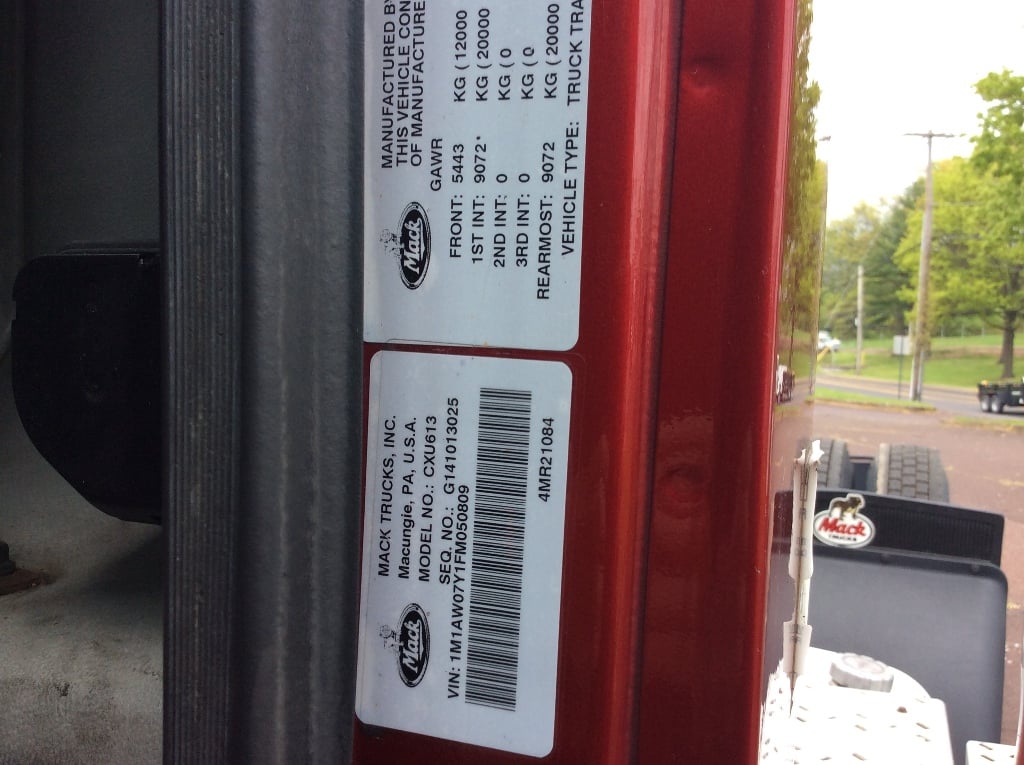 MANUFACTURED BY
THIS VEHICLE CON
OF MANUFACTURE
GAWR
Mack
FRONT: 5443 KG ( 12000
1ST INT: 9072* KG ( 20000
2ND INT: 0 KG ( 0
3RD INT: 0 KG ( 0
REARMOST: 9072 KG ( 20000
VEHICLE TYPE: TRUCK TRA
MACK TRUCKS, INC.
Macungie, PA, U.S.A.
MODEL NO.: CXU613
SEQ. NO.: G141013025
Mack
VIN: 1M1AW07Y1FM050809
4MR21084
Mack
TRUCKS